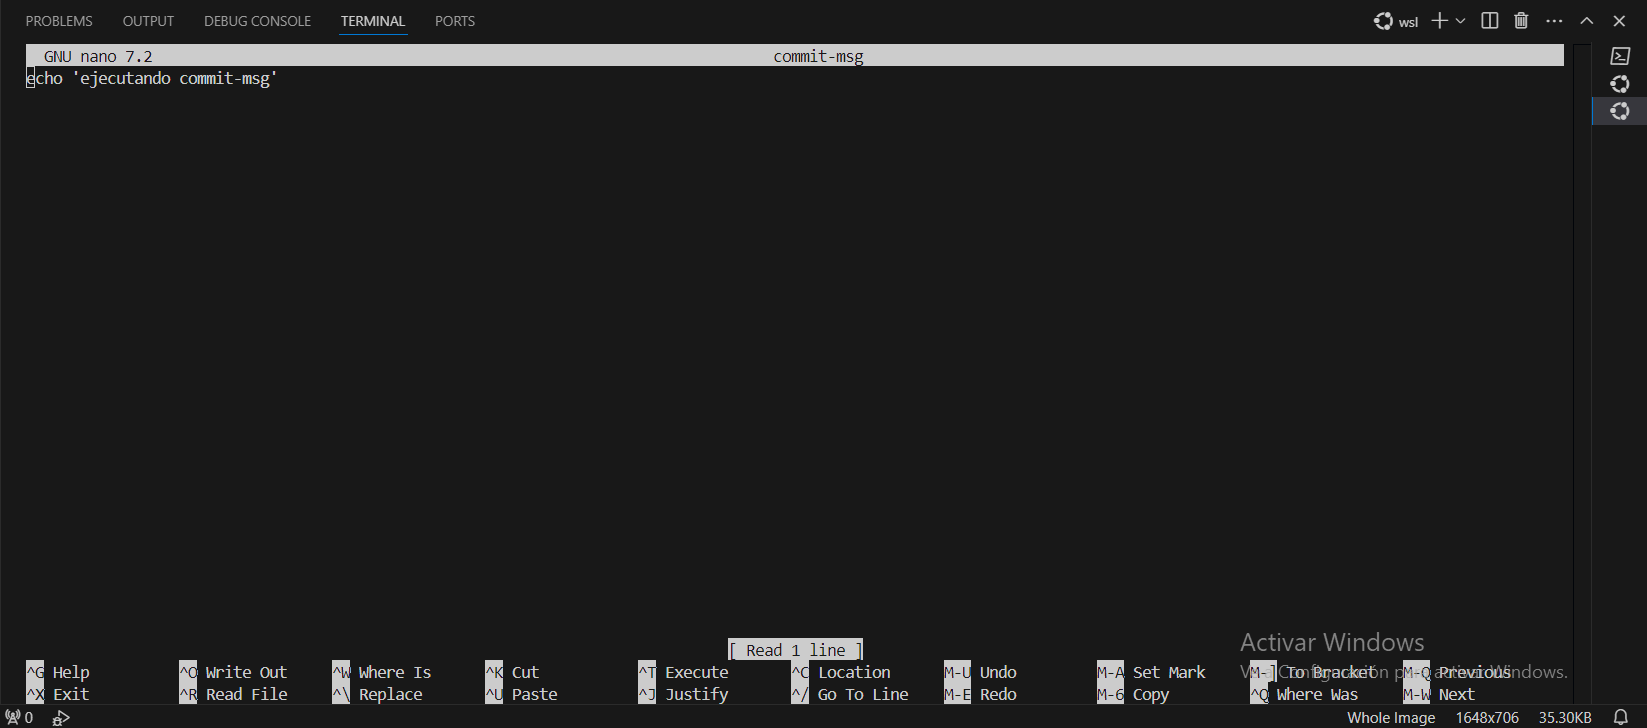 PROBLEMS OUTPUT DEBUG CONSOLE TERMINAL PORTS wsl
GNU nano 7.2 commit-msg
echo 'ejecutando commit-msg'
[ Read 1 line ]
Activar Windows
^G Help ^O Write Out ^W Where Is ^K Cut ^T Execute ^C Location M-U Undo M-A Set Mark M-] To Bracket M-Q Previous
Ve a Configuración para activar Windows.
^X Exit ^R Read File ^\ Replace ^U Paste ^J Justify ^/ Go To Line M-E Redo M-6 Copy ^Q Where Was M-W Next
0 Whole Image 1648x706 35.30KB